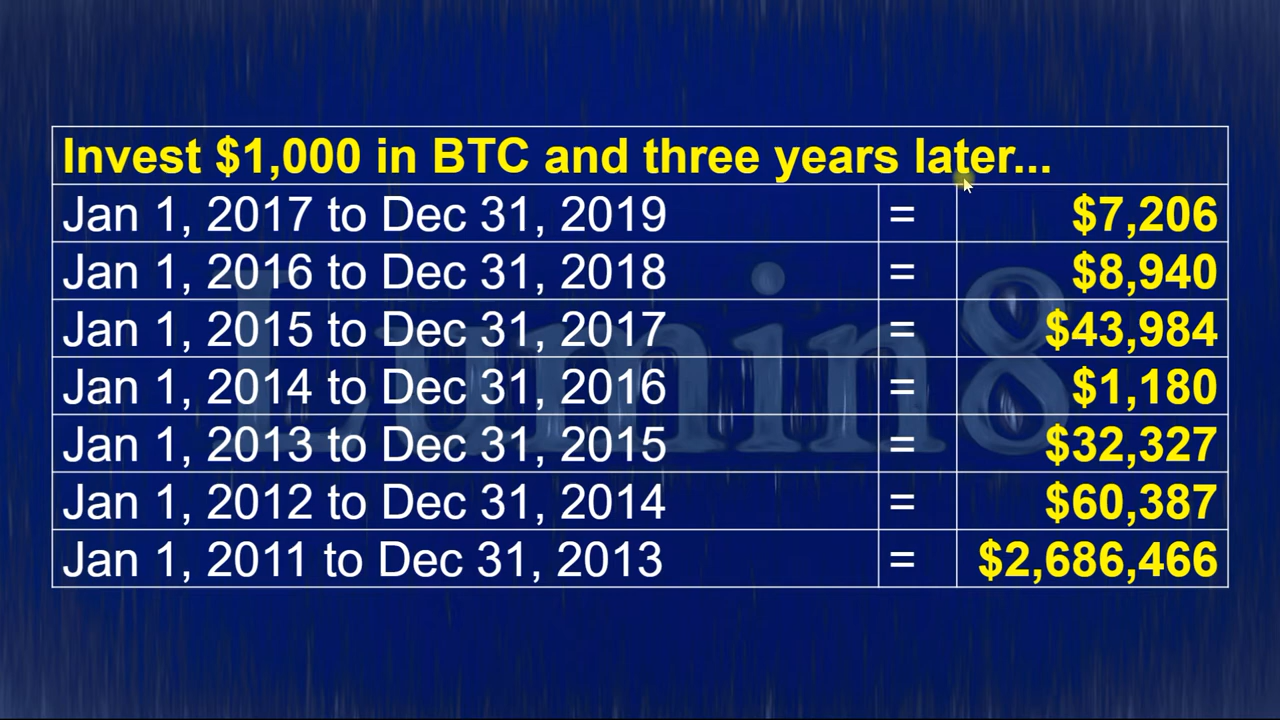 Invest $1,000 in BTC and three years later...
Jan 1, 2017 to Dec 31, 2019 = $7,206
Jan 1, 2016 to Dec 31, 2018 = $8,940
Jan 1, 2015 to Dec 31, 2017 = $43,984
Jan 1, 2014 to Dec 31, 2016 = $1,180
Jan 1, 2013 to Dec 31, 2015 = $32,327
Jan 1, 2012 to Dec 31, 2014 = $60,387
Jan 1, 2011 to Dec 31, 2013 = $2,686,466
Lumin8